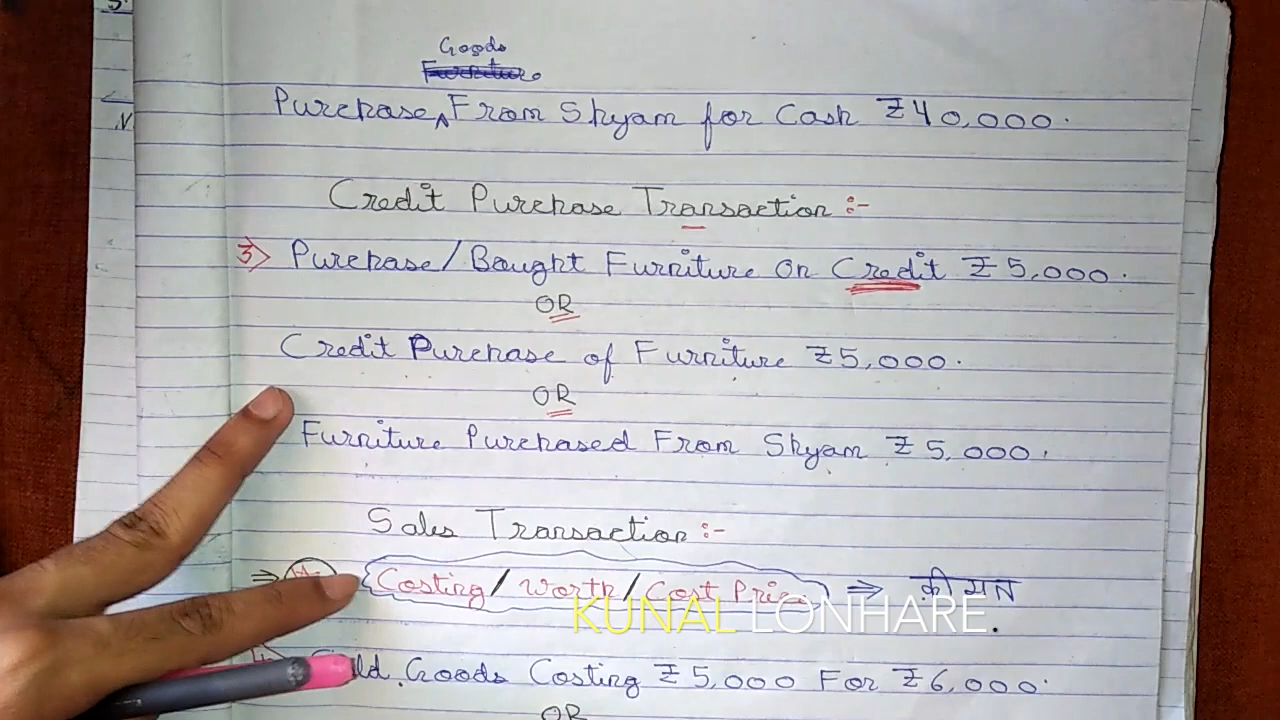 Goods
Purchase From Shyam for Cash ₹40,000.
Credit Purchase Transaction :-
3> Purchase/Bought Furniture On Credit ₹5,000.
OR
Credit Purchase of Furniture ₹5,000.
OR
Furniture Purchased From Shyam ₹5,000.
Sales Transaction :-
⇒ Costing/Worth/Cost Price ⇒ कीमत
KUNAL LONHARE.
Goods Costing ₹5,000 For ₹6,000.
OR